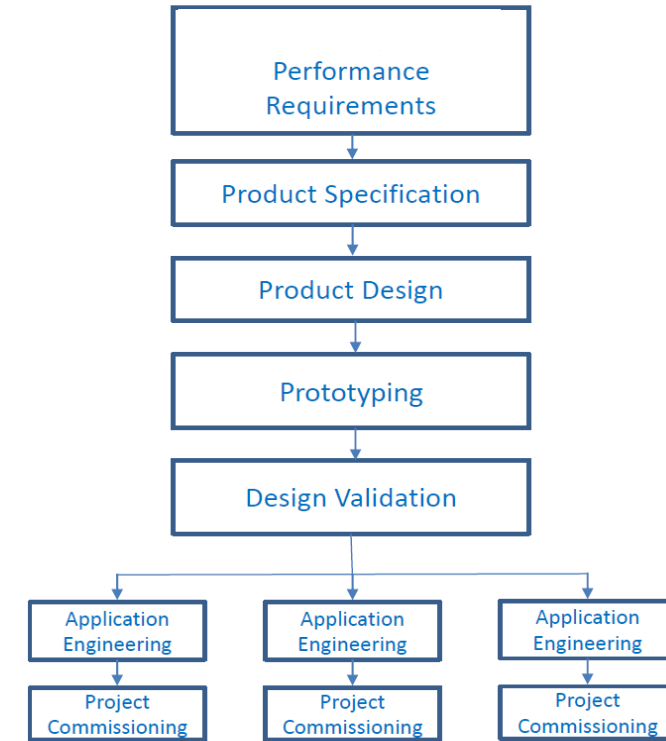 Performance
Requirements
Product Specification
Product Design
Prototyping
Design Validation
Application
Engineering
Application
Engineering
Application
Engineering
Project
Commissioning
Project
Commissioning
Project
Commissioning